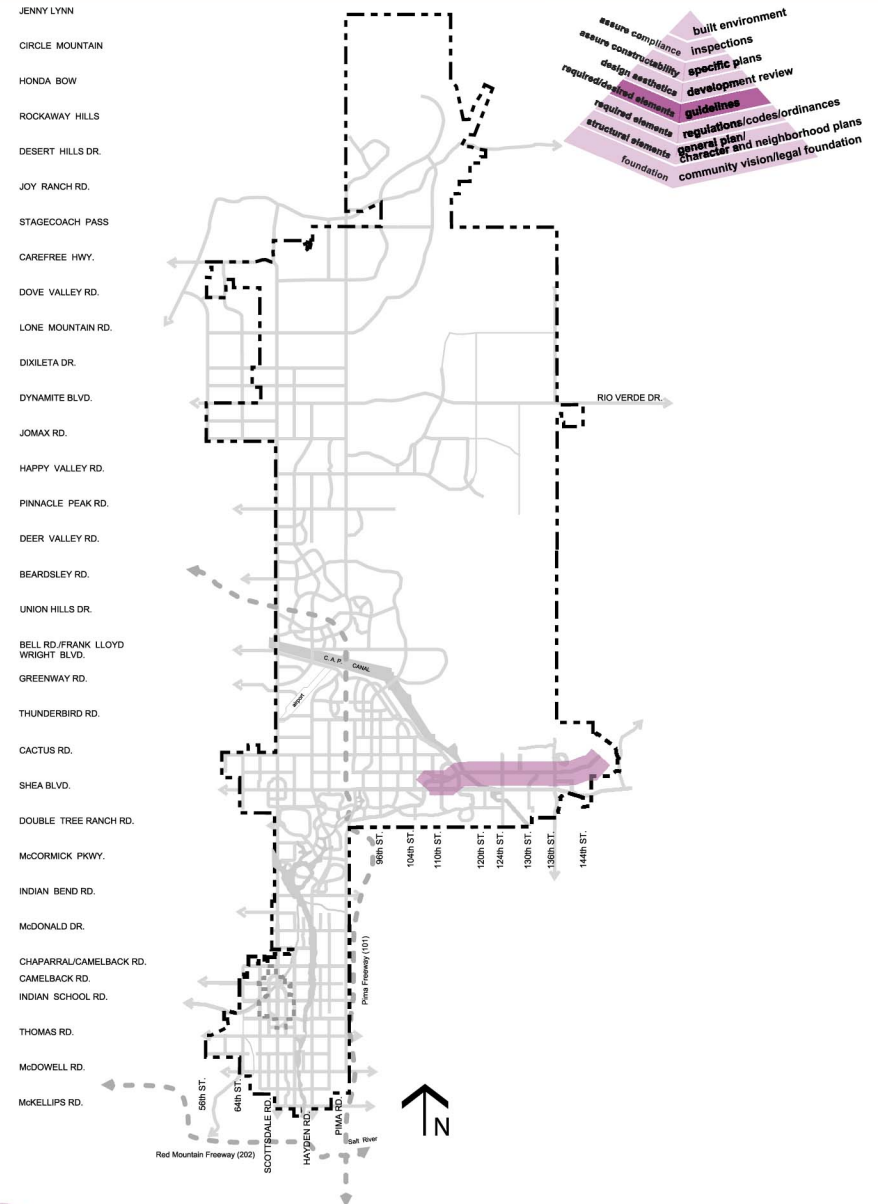 JENNY LYNN
CIRCLE MOUNTAIN
HONDA BOW
ROCKAWAY HILLS
DESERT HILLS DR.
JOY RANCH RD.
STAGECOACH PASS
CAREFREE HWY.
DOVE VALLEY RD.
LONE MOUNTAIN RD.
DIXILETA DR.
DYNAMITE BLVD.
JOMAX RD.
HAPPY VALLEY RD.
PINNACLE PEAK RD.
DEER VALLEY RD.
BEARDSLEY RD.
UNION HILLS DR.
BELL RD./FRANK LLOYD
WRIGHT BLVD.
GREENWAY RD.
THUNDERBIRD RD.
CACTUS RD.
SHEA BLVD.
DOUBLE TREE RANCH RD.
McCORMICK PKWY.
INDIAN BEND RD.
McDONALD DR.
CHAPARRAL/CAMELBACK RD.
CAMELBACK RD.
INDIAN SCHOOL RD.
THOMAS RD.
McDOWELL RD.
McKELLIPS RD.
assure compliance
assure constructability
design aesthetics
required/desired elements
required elements
structural elements
foundation
built environment
inspections
specific plans
development review
guidelines
regulations/codes/ordinances
general plan/
character and neighborhood plans
community vision/legal foundation
RIO VERDE DR.
C. A. P. CANAL
airport
96th ST.
104th ST.
110th ST.
120th ST.
124th ST.
130th ST.
136th ST.
144th ST.
Pima Freeway (101)
56th ST.
64th ST.
SCOTTSDALE RD.
HAYDEN RD.
PIMA RD.
Red Mountain Freeway (202)
Salt River
N